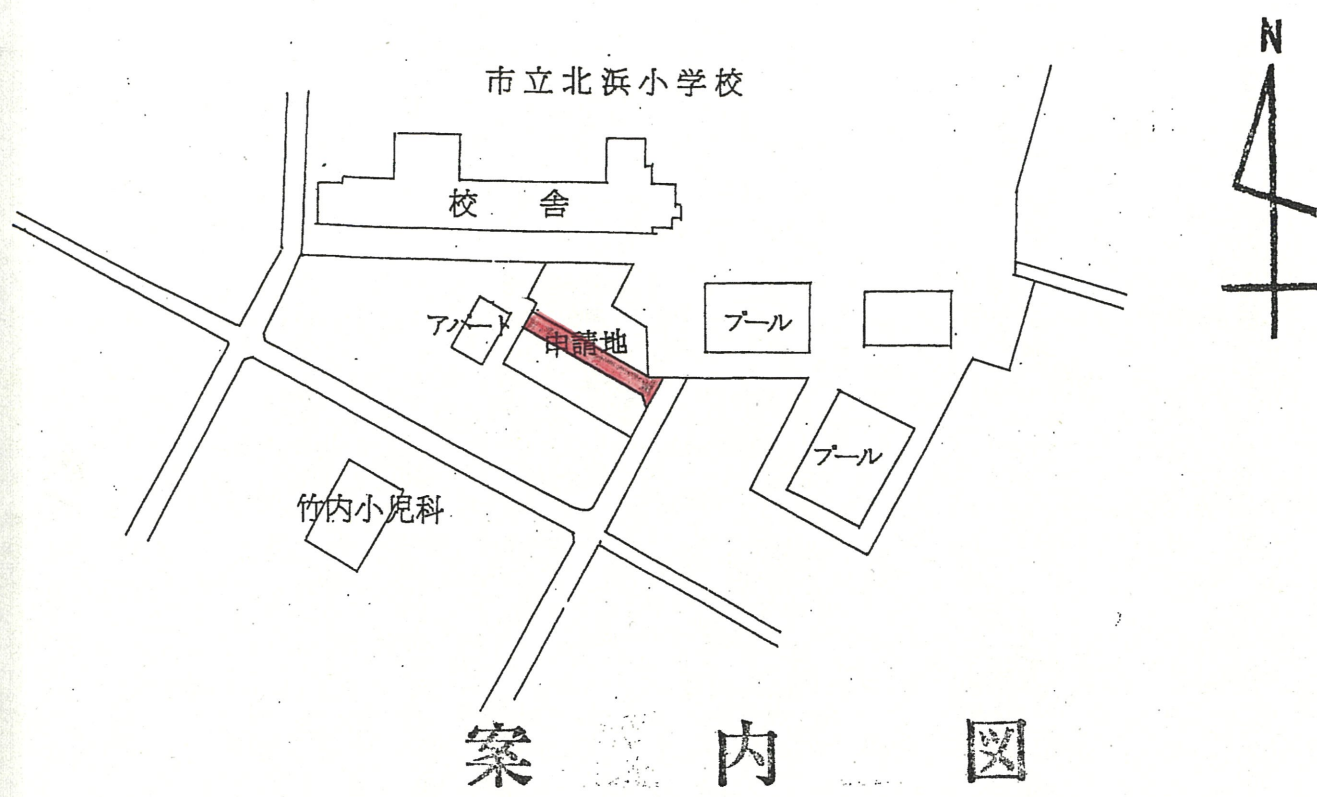 N
市立北浜小学校
校 舎
アパート
申請地
プール
プール
竹内小児科
案 内 図